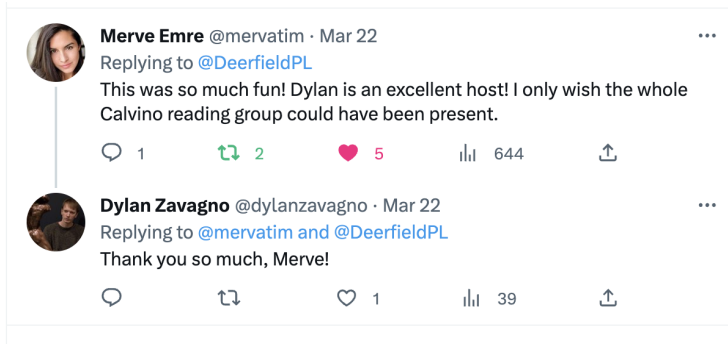 Merve Emre @mervatim · Mar 22
Replying to @DeerfieldPL
This was so much fun! Dylan is an excellent host! I only wish the whole
Calvino reading group could have been present.
1 2 5 644
Dylan Zavagno @dylanzavagno · Mar 22
Replying to @mervatim and @DeerfieldPL
Thank you so much, Merve!
1 39